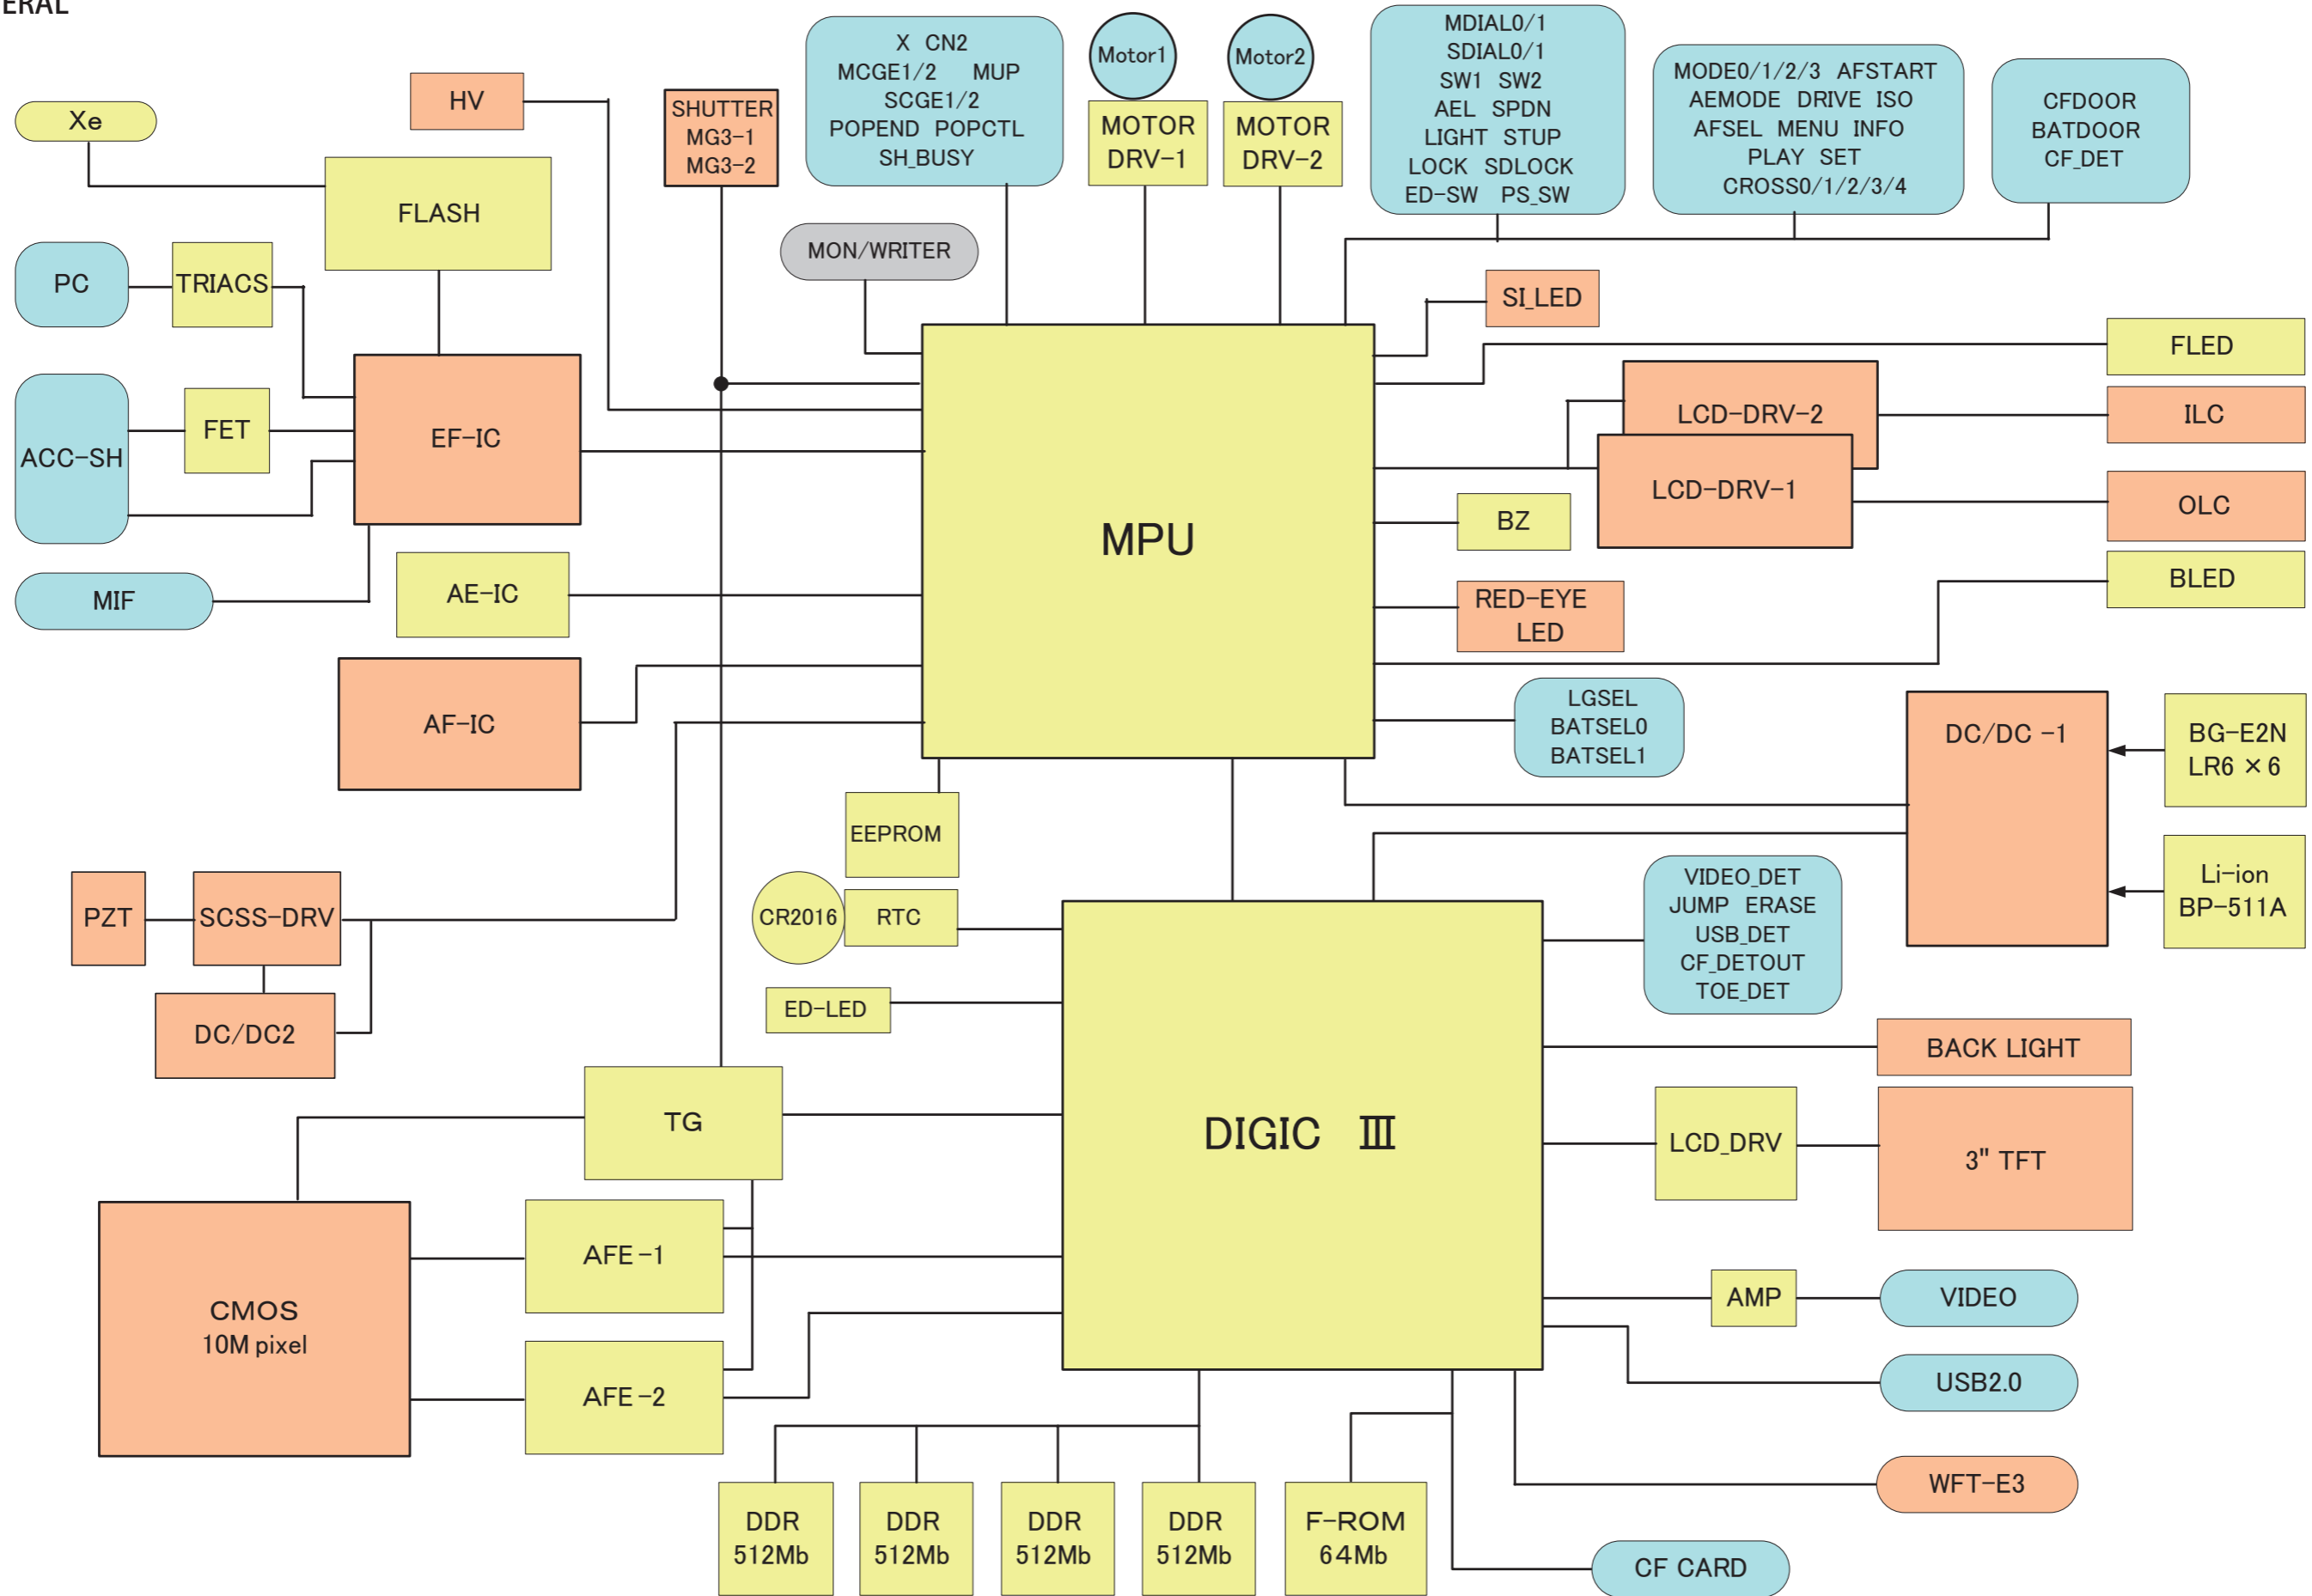 ERAL
Xe
HV
SHUTTER
MG3-1
MG3-2
X CN2
MCGE1/2 MUP
SCGE1/2
POPEND POPCTL
SH_BUSY
Motor1
MOTOR
DRV-1
Motor2
MOTOR
DRV-2
MDIAL0/1
SDIAL0/1
SW1 SW2
AEL SPDN
LIGHT STUP
LOCK SDLOCK
ED-SW PS_SW
MODE0/1/2/3 AFSTART
AEMODE DRIVE ISO
AFSEL MENU INFO
PLAY SET
CROSS0/1/2/3/4
CFDOOR
BATDOOR
CF_DET
FLASH
MON/WRITER
PC
TRIACS
SI_LED
FLED
ACC-SH
FET
EF-IC
MPU
LCD-DRV-2
ILC
LCD-DRV-1
OLC
BZ
MIF
AE-IC
RED-EYE
LED
BLED
AF-IC
LGSEL
BATSEL0
BATSEL1
DC/DC -1
BG-E2N
LR6 ×6
EEPROM
Li-ion
BP-511A
PZT
SCSS-DRV
CR2016
RTC
VIDEO_DET
JUMP ERASE
USB_DET
CF_DETOUT
TOE_DET
DC/DC2
ED-LED
BACK LIGHT
TG
DIGIC Ⅲ
LCD_DRV
3" TFT
CMOS
10M pixel
AFE-1
AMP
VIDEO
AFE-2
USB2.0
WFT-E3
DDR
512Mb
DDR
512Mb
DDR
512Mb
DDR
512Mb
F-ROM
64Mb
CF CARD